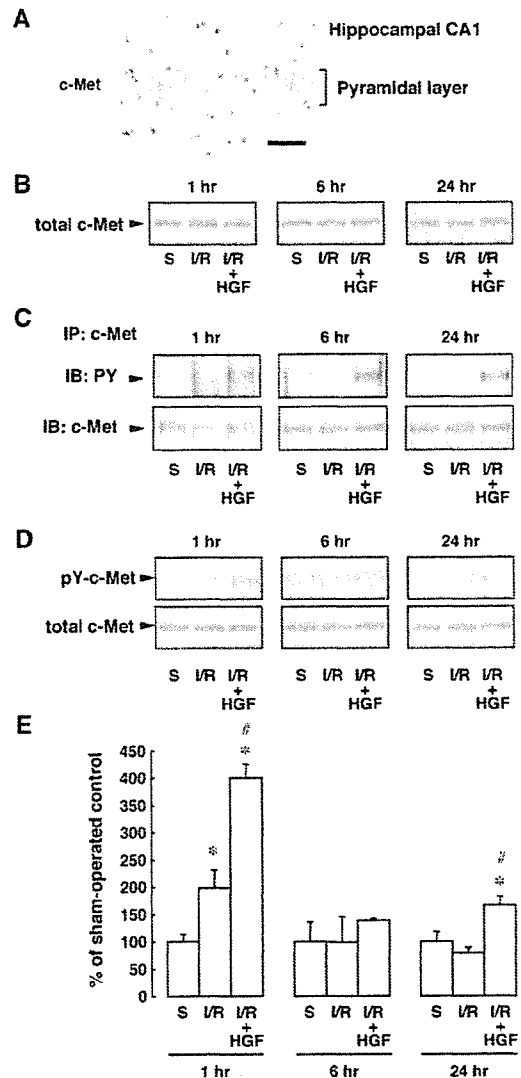 A
Hippocampal CA1
c-Met
Pyramidal layer
B
1 hr 6 hr 24 hr
total c-Met
S I/R I/R + HGF S I/R I/R + HGF S I/R I/R + HGF
C
IP: c-Met
1 hr 6 hr 24 hr
IB: PY
IB: c-Met
S I/R I/R + HGF S I/R I/R + HGF S I/R I/R + HGF
D
1 hr 6 hr 24 hr
pY-c-Met
total c-Met
S I/R I/R + HGF S I/R I/R + HGF S I/R I/R + HGF
E
% of sham-operated control
450
400
350
300
250
200
150
100
50
0
*
#
*
#
*
S I/R I/R + HGF S I/R I/R + HGF S I/R I/R + HGF
1 hr 6 hr 24 hr